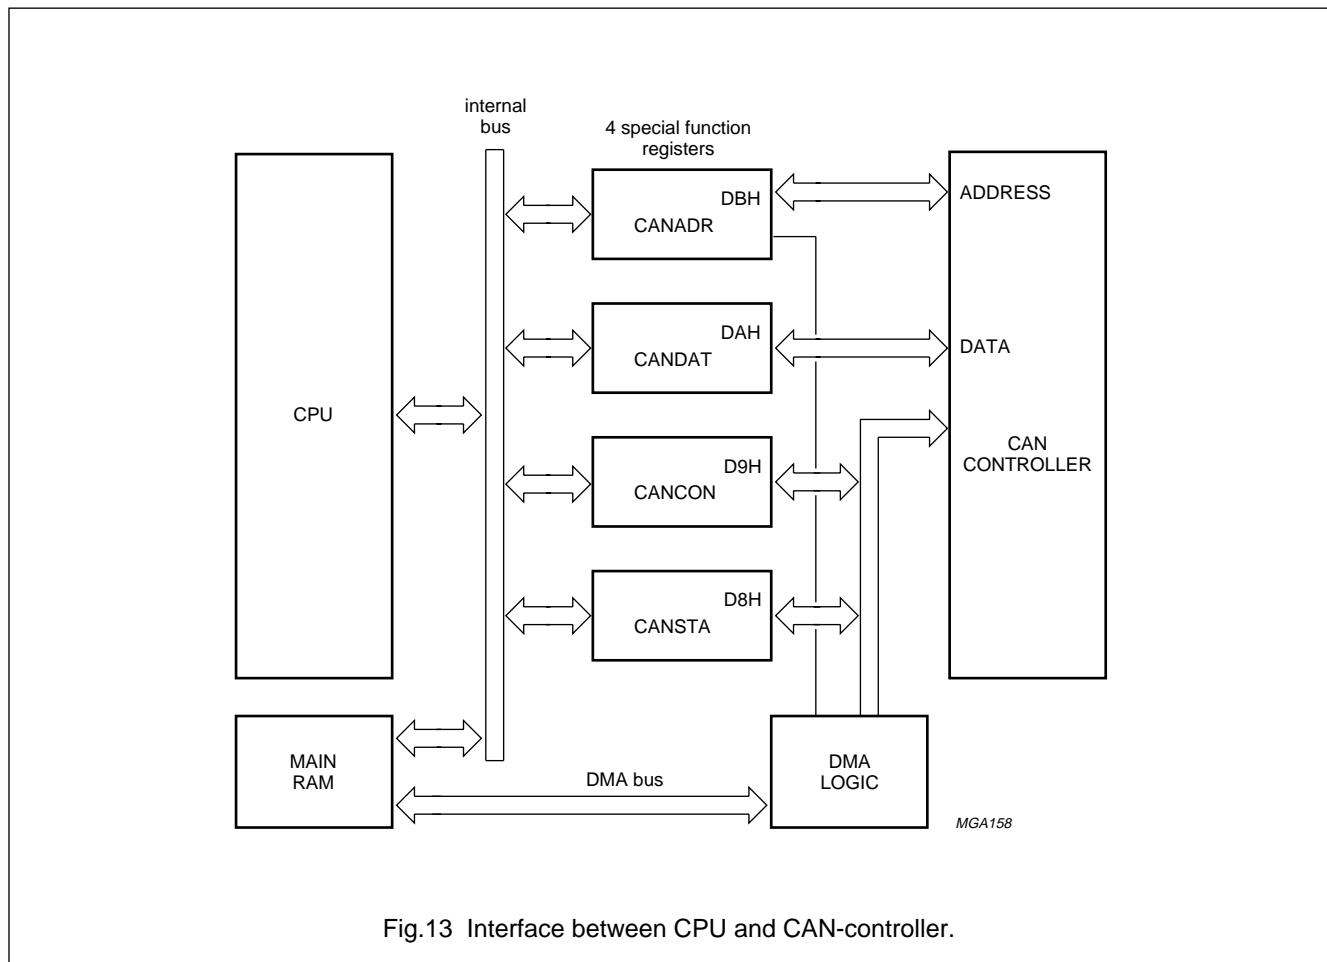 internal
bus
4 special function
registers
DBH
CANADR
ADDRESS
DAH
CANDAT
DATA
CPU
D9H
CANCON
CAN
CONTROLLER
D8H
CANSTA
MAIN
RAM
DMA bus
DMA
LOGIC
MGA158
Fig.13 Interface between CPU and CAN-controller.